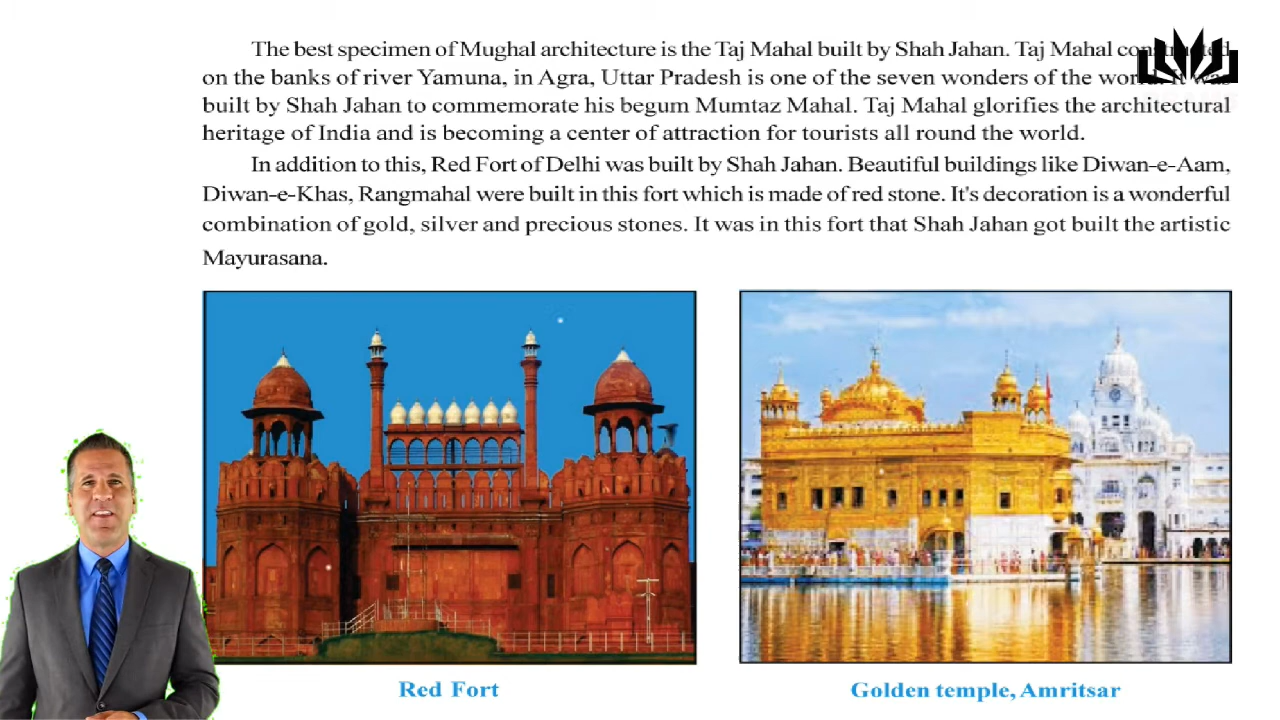 The best specimen of Mughal architecture is the Taj Mahal built by Shah Jahan. Taj Mahal constructed
on the banks of river Yamuna, in Agra, Uttar Pradesh is one of the seven wonders of the world. It was
built by Shah Jahan to commemorate his begum Mumtaz Mahal. Taj Mahal glorifies the architectural
heritage of India and is becoming a center of attraction for tourists all round the world.
In addition to this, Red Fort of Delhi was built by Shah Jahan. Beautiful buildings like Diwan-e-Aam,
Diwan-e-Khas, Rangmahal were built in this fort which is made of red stone. It's decoration is a wonderful
combination of gold, silver and precious stones. It was in this fort that Shah Jahan got built the artistic
Mayurasana.
Red Fort
Golden temple, Amritsar